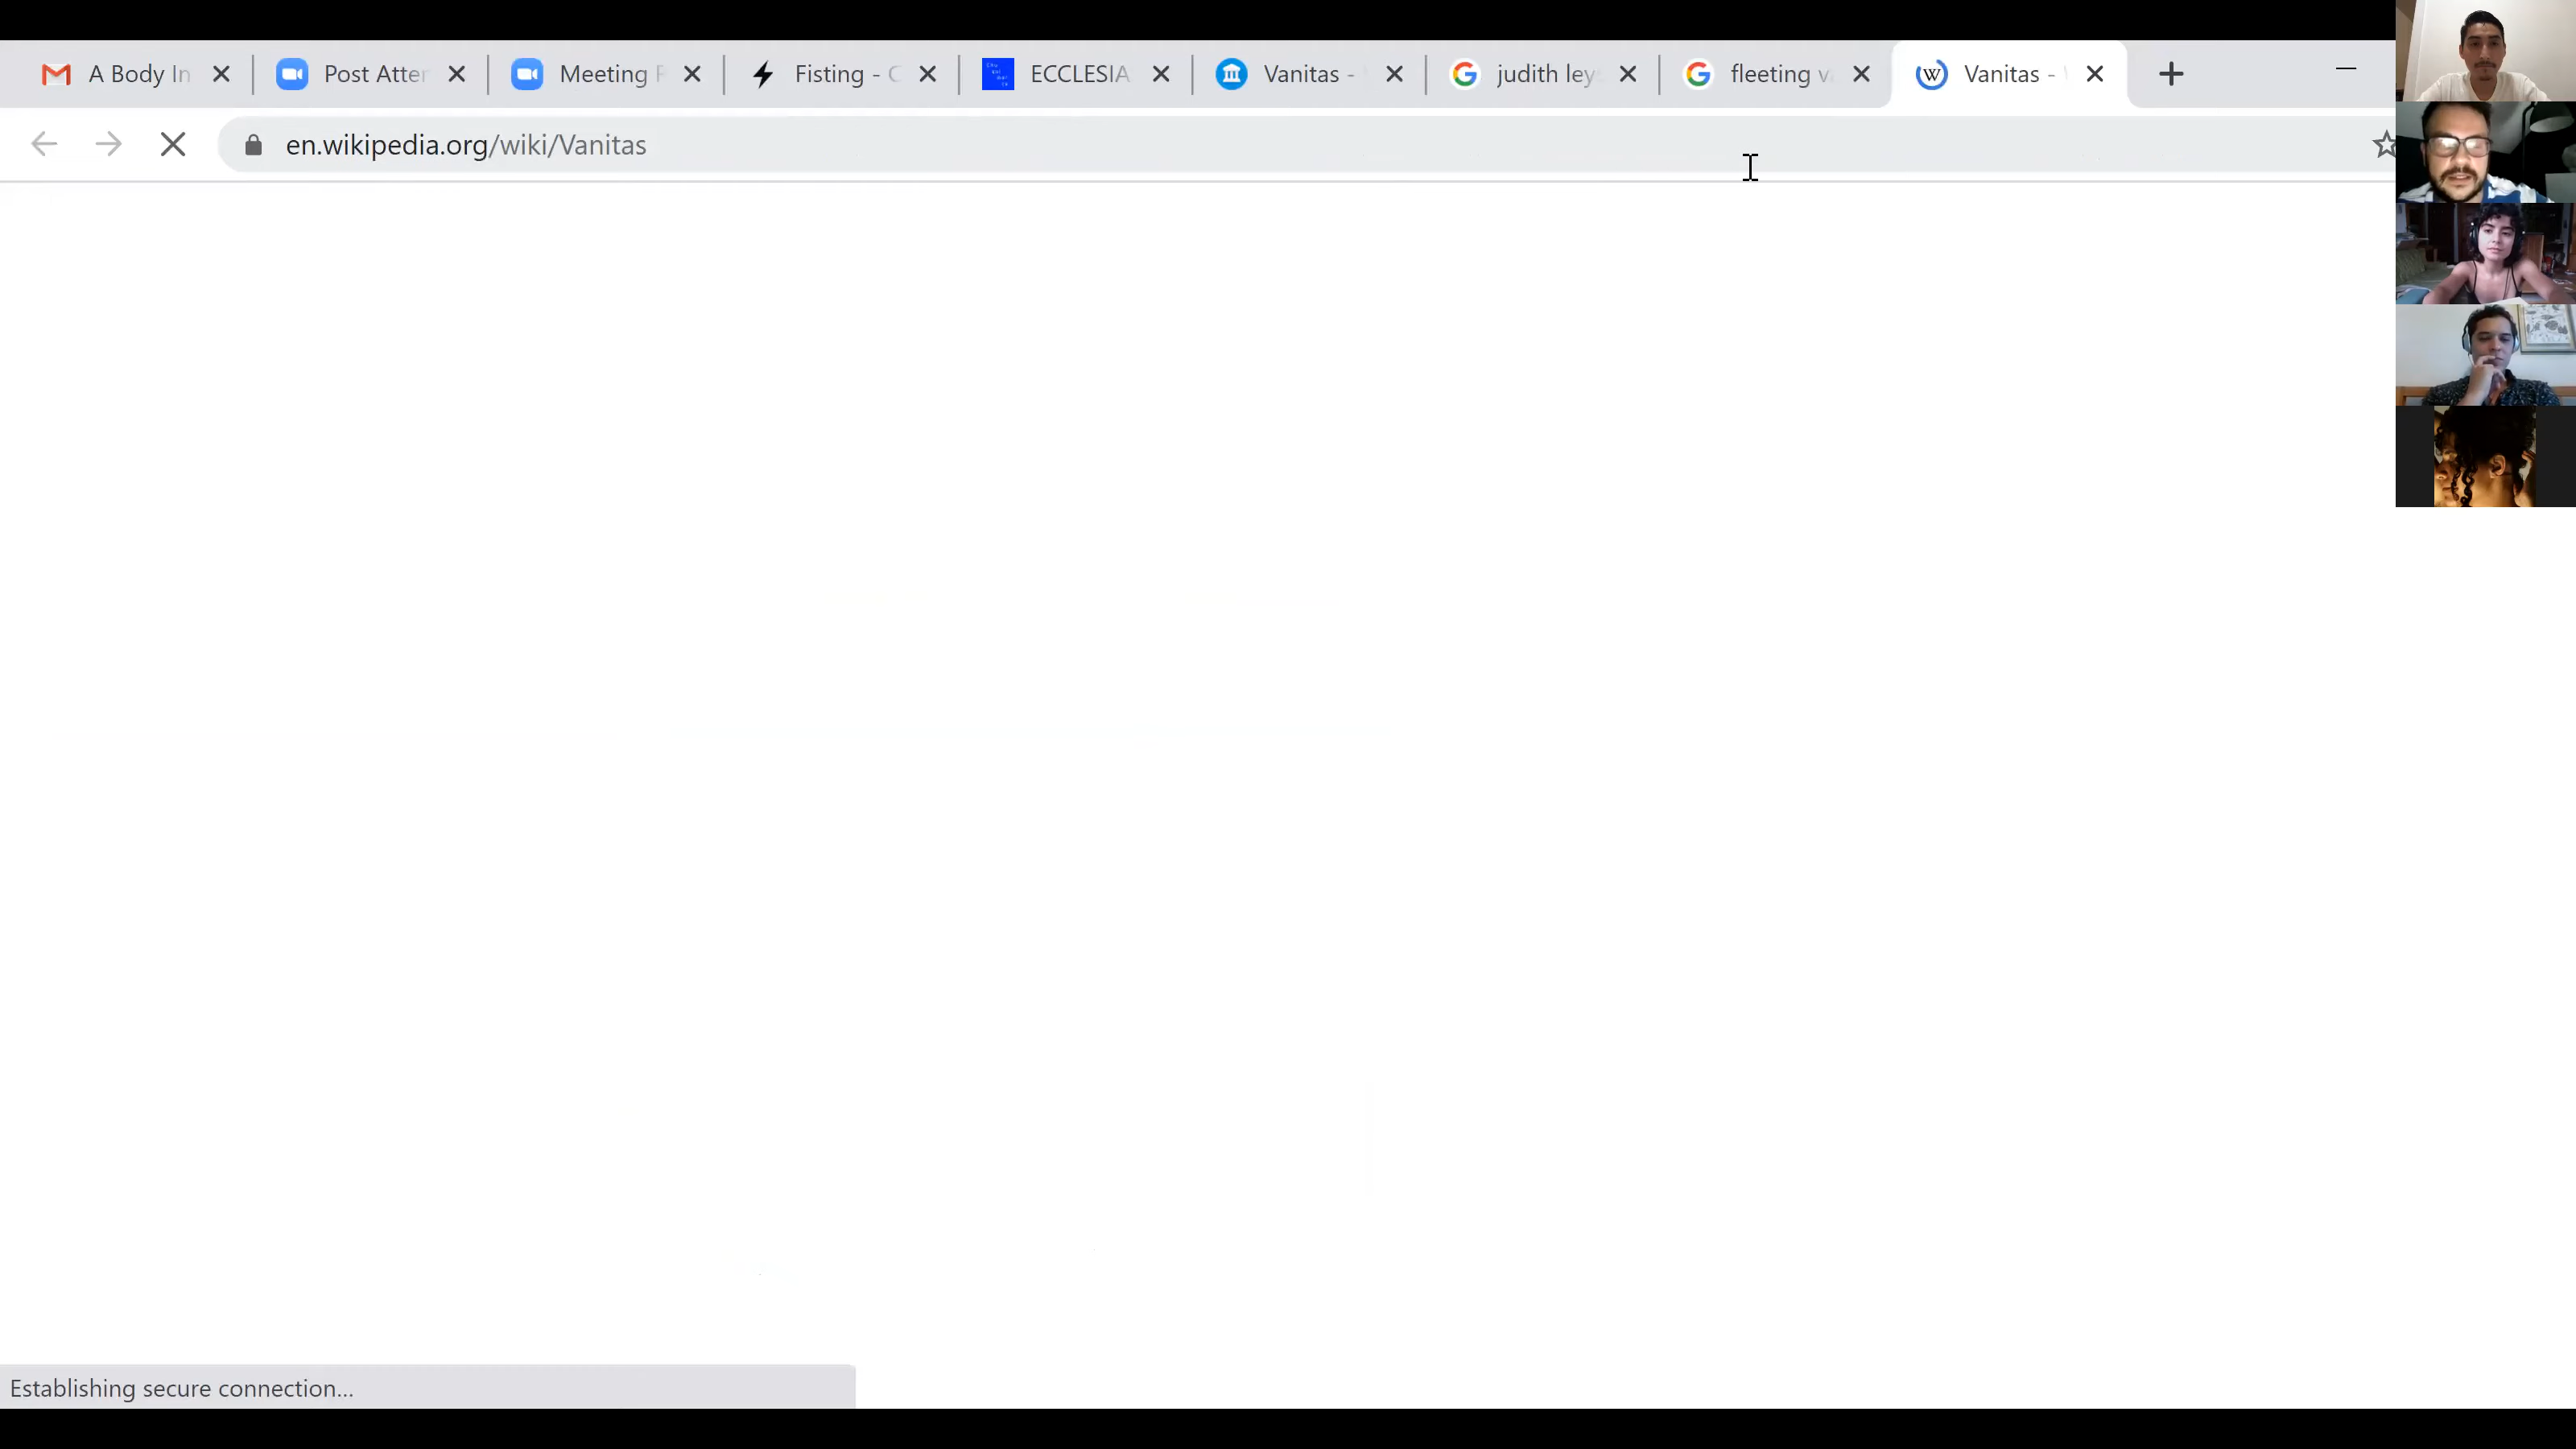 A Body In
Post Atter
Meeting
Fisting -
ECCLESIA
Vanitas -
judith ley
fleeting v
Vanitas -
en.wikipedia.org/wiki/Vanitas
Establishing secure connection...